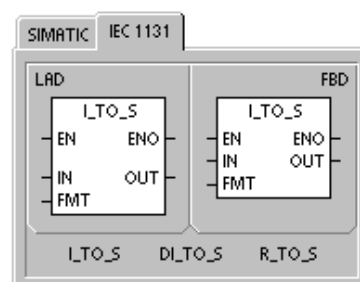 SIMATIC IEC 1131
LAD FBD
I_TO_S I_TO_S
EN ENO EN ENO
IN OUT IN OUT
FMT FMT
I_TO_S DI_TO_S R_TO_S